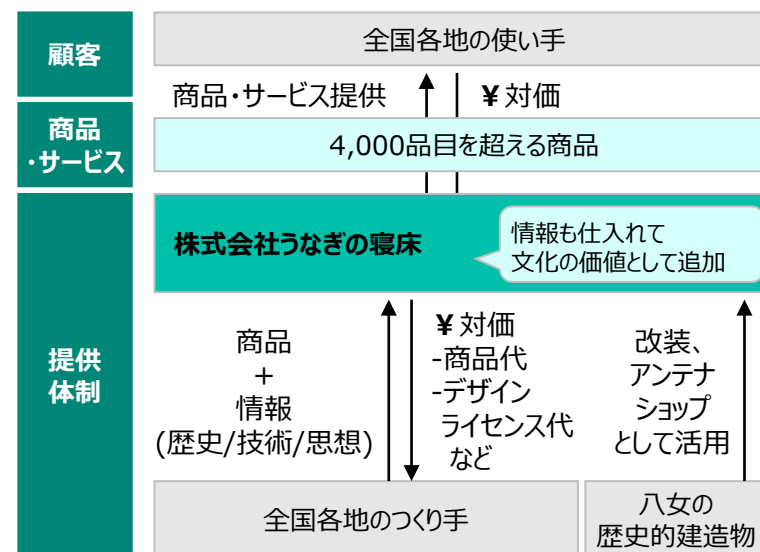 顧客
全国各地の使い手
商品・サービス提供
¥ 対価
商品
・サービス
4,000品目を超える商品
株式会社うなぎの寝床
情報も仕入れて
文化の価値として追加
提供
体制
商品
+
情報
(歴史/技術/思想)
¥ 対価
-商品代
-デザイン
ライセンス代
など
改装、
アンテナ
ショップ
として活用
全国各地のつくり手
八女の
歴史的建造物